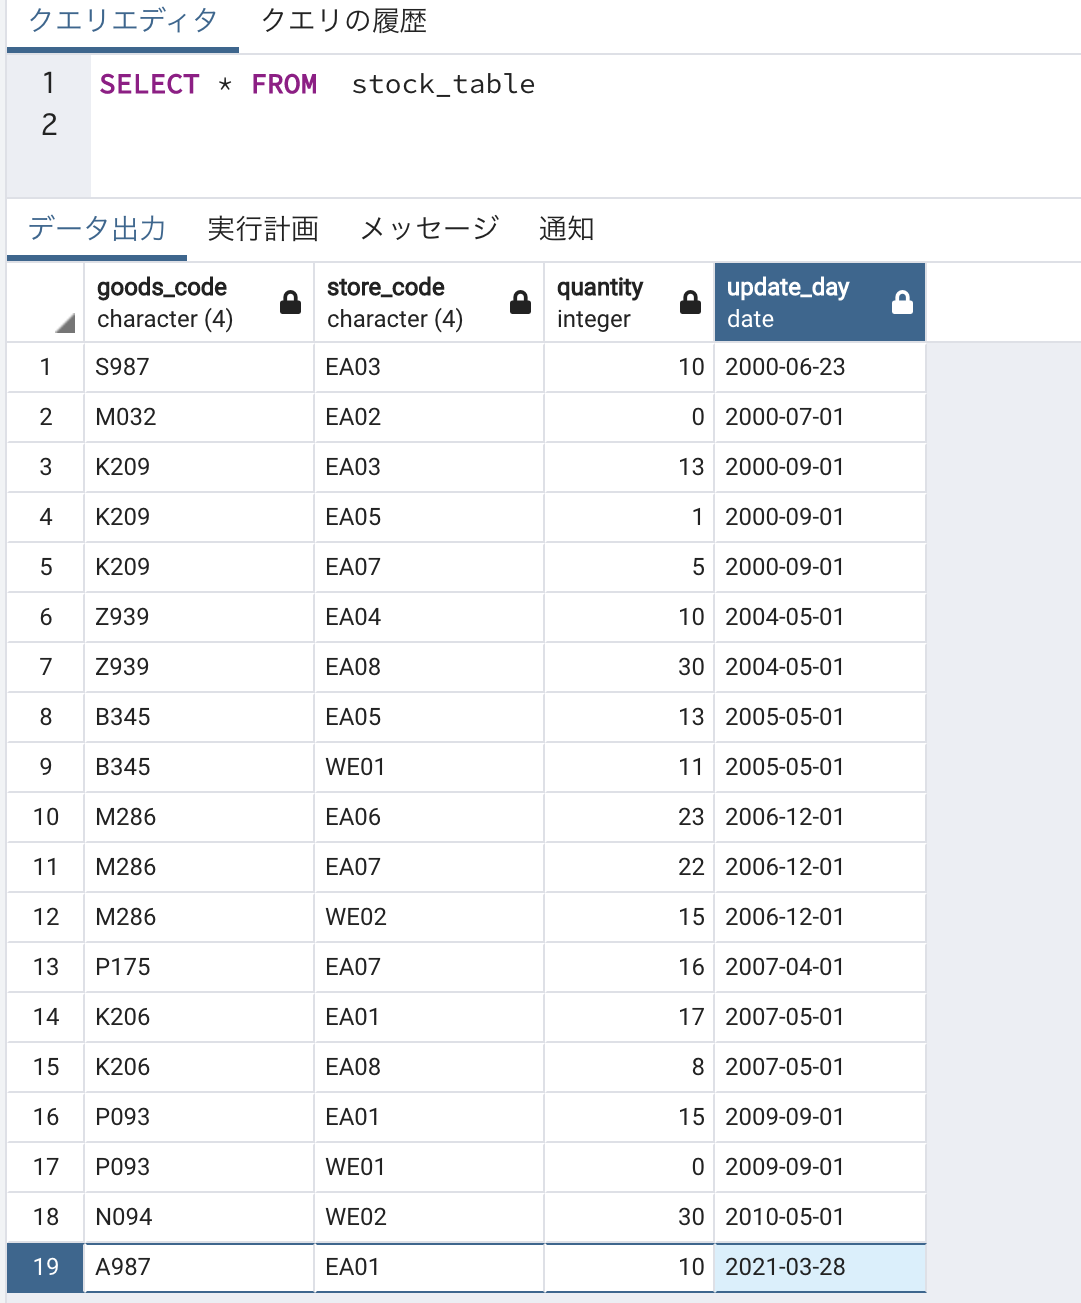 クエリエディタ クエリの履歴
1 SELECT * FROM stock_table
2
データ出力 実行計画 メッセージ 通知
goods_code store_code quantity update_day
character (4) character (4) integer date
1 S987 EA03 10 2000-06-23
2 M032 EA02 0 2000-07-01
3 K209 EA03 13 2000-09-01
4 K209 EA05 1 2000-09-01
5 K209 EA07 5 2000-09-01
6 Z939 EA04 10 2004-05-01
7 Z939 EA08 30 2004-05-01
8 B345 EA05 13 2005-05-01
9 B345 WE01 11 2005-05-01
10 M286 EA06 23 2006-12-01
11 M286 EA07 22 2006-12-01
12 M286 WE02 15 2006-12-01
13 P175 EA07 16 2007-04-01
14 K206 EA01 17 2007-05-01
15 K206 EA08 8 2007-05-01
16 P093 EA01 15 2009-09-01
17 P093 WE01 0 2009-09-01
18 N094 WE02 30 2010-05-01
19 A987 EA01 10 2021-03-28